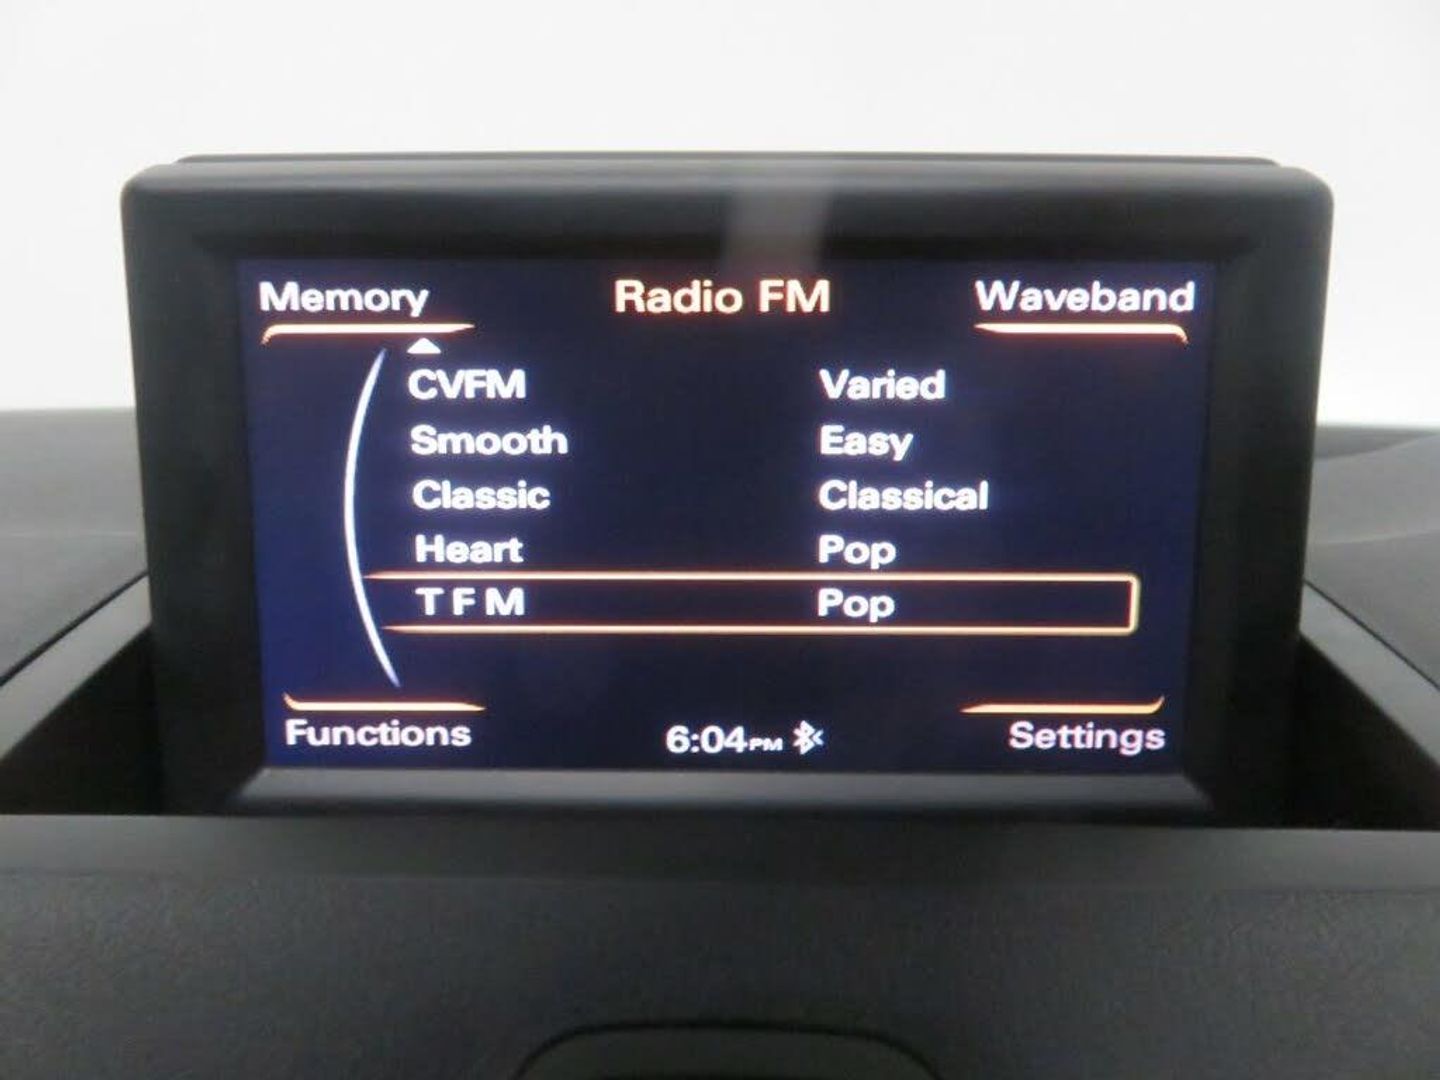 Memory Radio FM Waveband
CVFM Varied
Smooth Easy
Classic Classical
Heart Pop
T F M Pop
Functions 6:04PM Settings